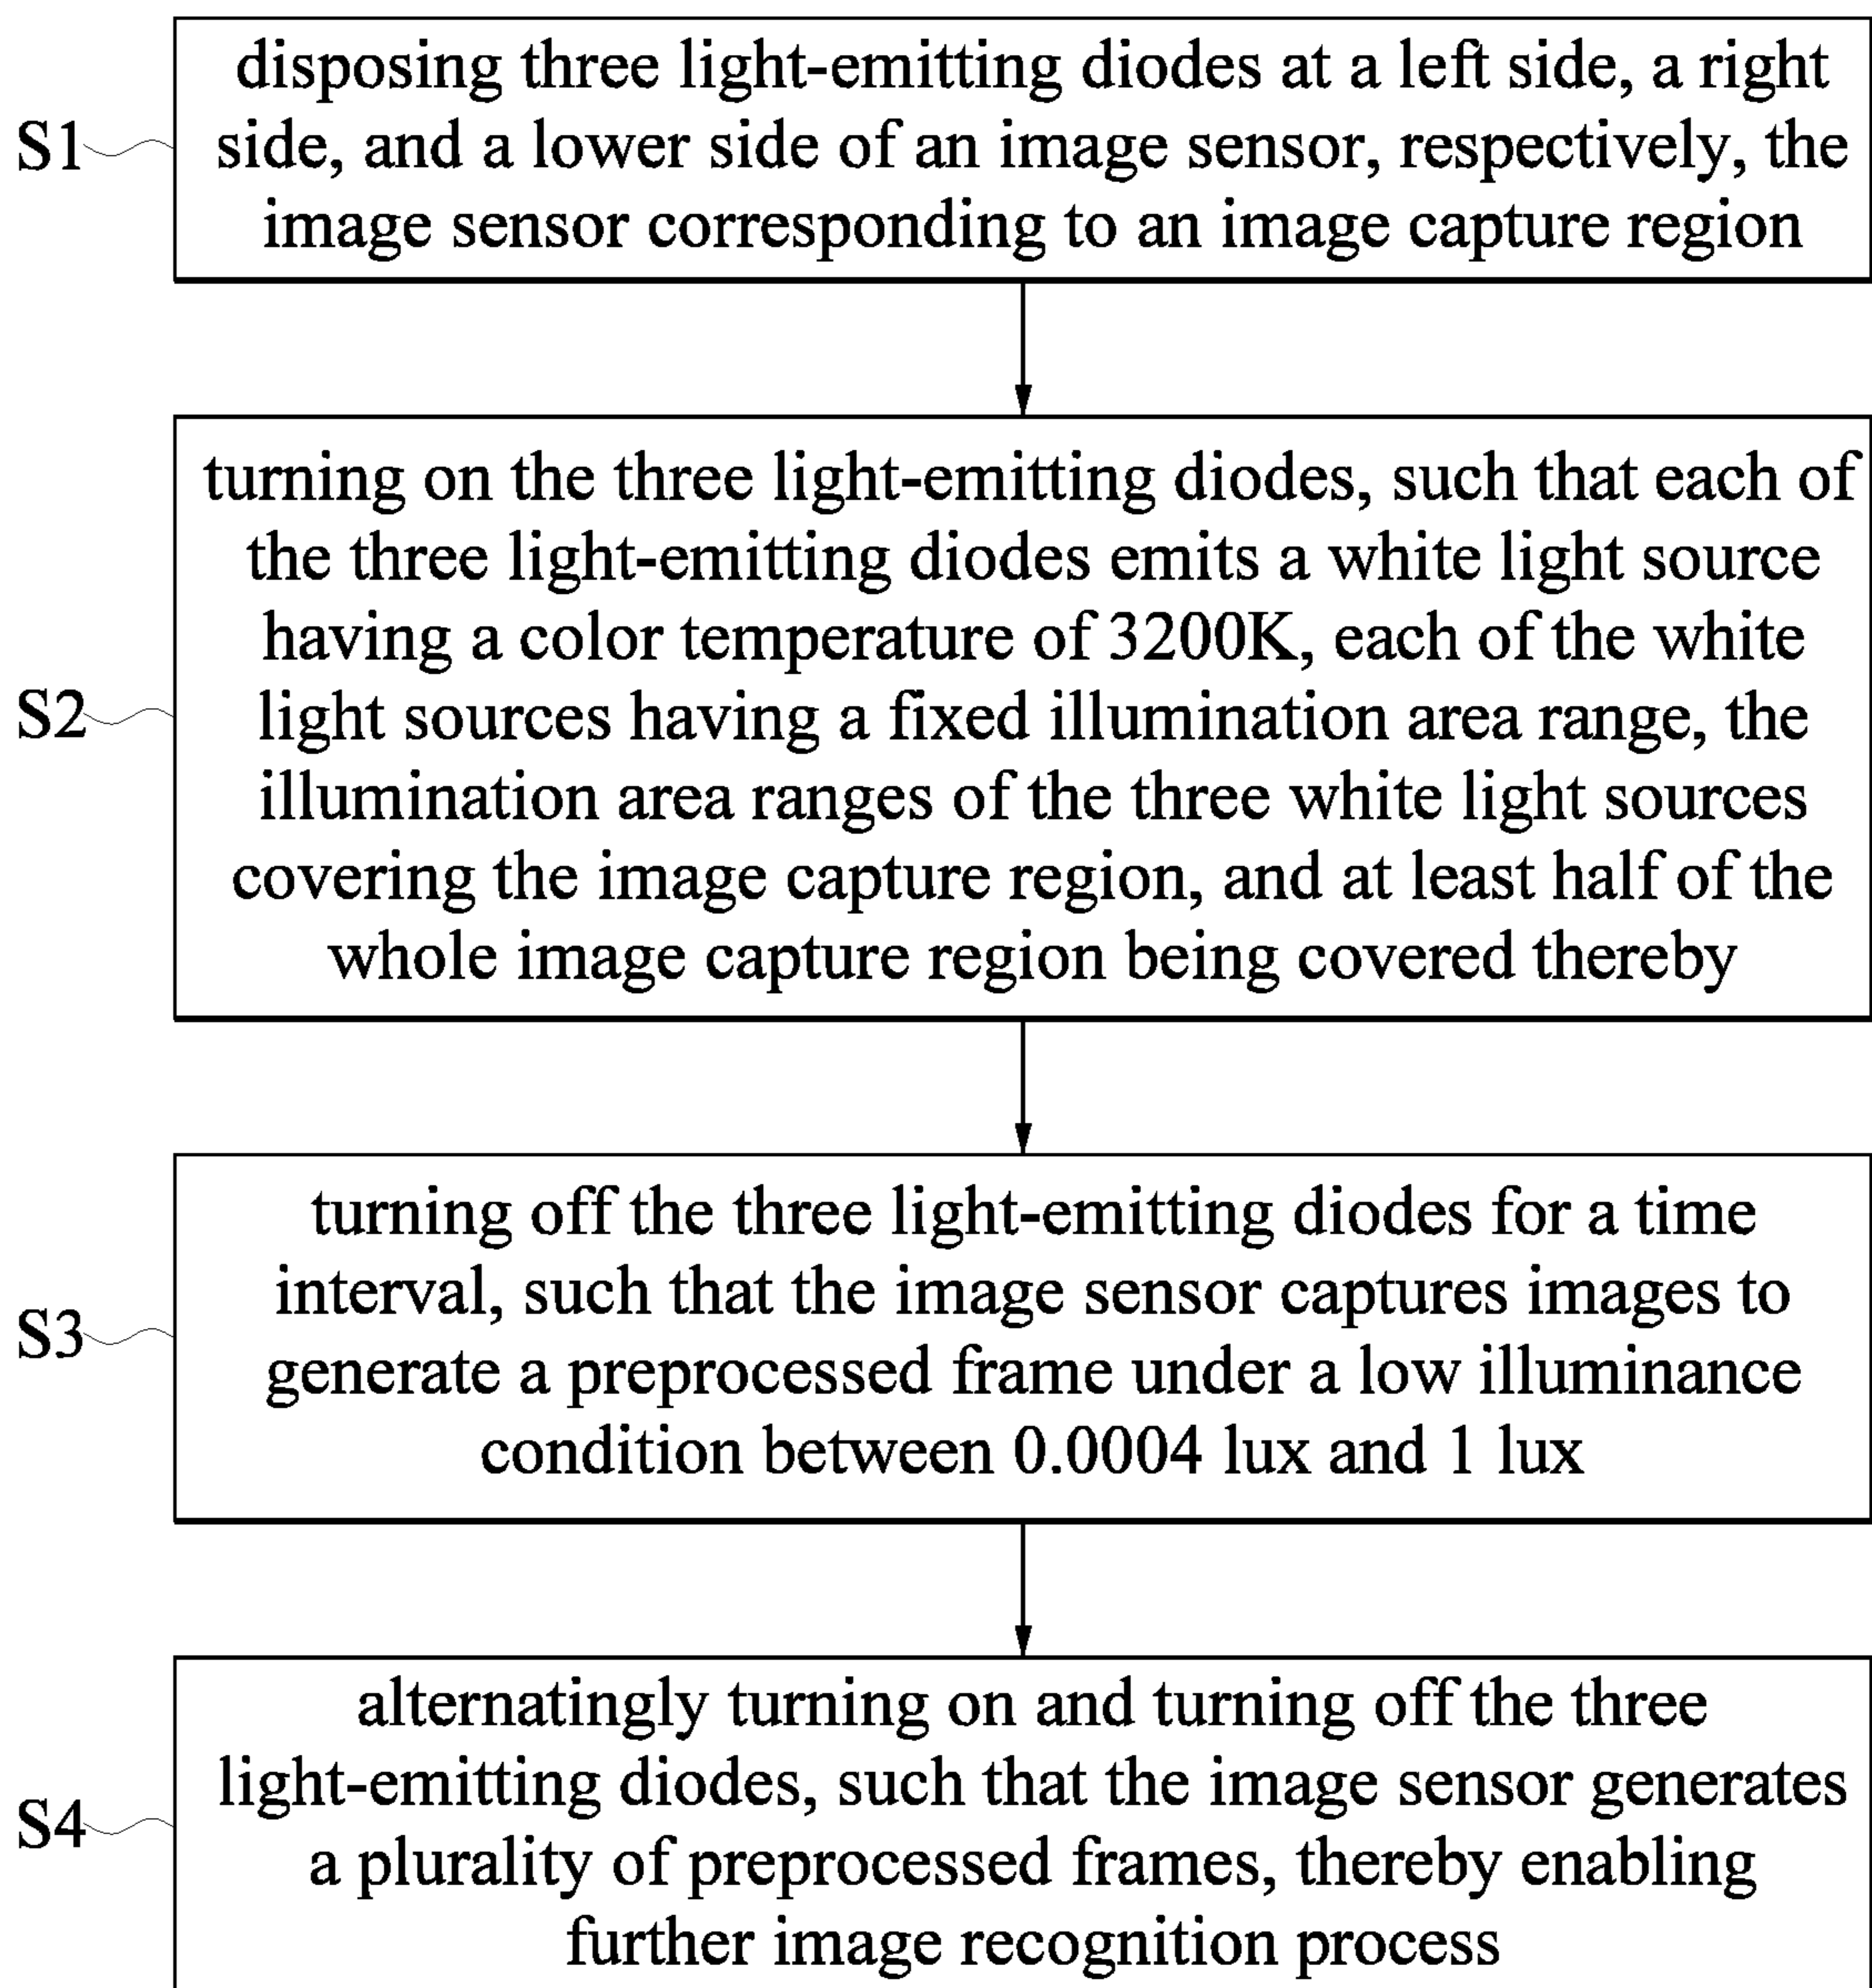 disposing three light-emitting diodes at a left side, a right
S1 side, and a lower side of an image sensor, respectively, the
image sensor corresponding to an image capture region
turning on the three light-emitting diodes, such that each of
the three light-emitting diodes emits a white light source
having a color temperature of 3200K, each of the white
S2 light sources having a fixed illumination area range, the
illumination area ranges of the three white light sources
covering the image capture region, and at least half of the
whole image capture region being covered thereby
turning off the three light-emitting diodes for a time
interval, such that the image sensor captures images to
S3 generate a preprocessed frame under a low illuminance
condition between 0.0004 lux and 1 lux
alternatingly turning on and turning off the three
light-emitting diodes, such that the image sensor generates
S4 a plurality of preprocessed frames, thereby enabling
further image recognition process